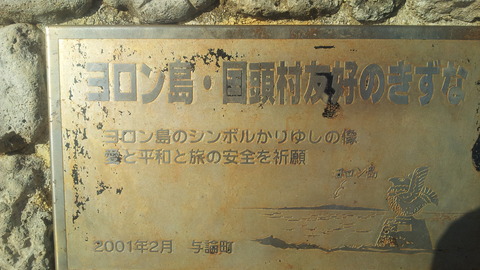 ヨロン島・国頭村友好のきずな
ヨロン島のシンボルかりゆしの像
愛と平和と旅の安全を祈願
ヨロン島
2001年2月 与論町